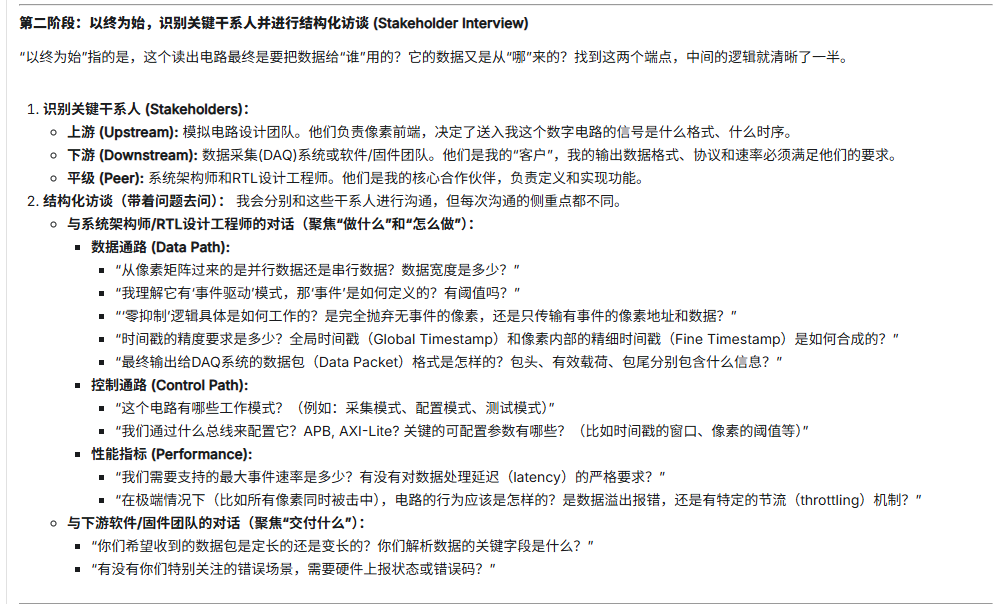 第二阶段：以终为始，识别关键干系人并进行结构化访谈 (Stakeholder Interview)
“以终为始”指的是，这个读出电路最终是要把数据给“谁”用的？它的数据又是从“哪”来的？找到这两个端点，中间的逻辑就清晰了一半。
1. 识别关键干系人 (Stakeholders)：
上游 (Upstream): 模拟电路设计团队。他们负责像素前端，决定了送入我这个数字电路的信号是什么格式、什么时序。
下游 (Downstream): 数据采集(DAQ)系统或软件/固件团队。他们是我的“客户”，我的输出数据格式、协议和速率必须满足他们的要求。
平级 (Peer): 系统架构师和RTL设计工程师。他们是我的核心合作伙伴，负责定义和实现功能。
2. 结构化访谈（带着问题去问）： 我会分别和这些干系人进行沟通，但每次沟通的侧重点都不同。
与系统架构师/RTL设计工程师的对话（聚焦“做什么”和“怎么做”）：
数据通路 (Data Path):
“从像素矩阵过来的是并行数据还是串行数据？数据宽度是多少？”
“我理解它有‘事件驱动’模式，那‘事件’是如何定义的？有阈值吗？”
“‘零抑制’逻辑具体是如何工作的？是完全抛弃无事件的像素，还是只传输有事件的像素地址和数据？”
“时间戳的精度要求是多少？全局时间戳（Global Timestamp）和像素内部的精细时间戳（Fine Timestamp）是如何合成的？”
“最终输出给DAQ系统的数据包（Data Packet）格式是怎样的？包头、有效载荷、包尾分别包含什么信息？”
控制通路 (Control Path):
“这个电路有哪些工作模式？（例如：采集模式、配置模式、测试模式）”
“我们通过什么总线来配置它？APB, AXI-Lite? 关键的可配置参数有哪些？（比如时间戳的窗口、像素的阈值等）”
性能指标 (Performance):
“我们需要支持的最大事件速率是多少？有没有对数据处理延迟（latency）的严格要求？”
“在极端情况下（比如所有像素同时被击中），电路的行为应该是怎样的？是数据溢出报错，还是有特定的节流（throttling）机制？”
与下游软件/固件团队的对话（聚焦“交付什么”）：
“你们希望收到的数据包是定长的还是变长的？你们解析数据的关键字段是什么？”
“有没有你们特别关注的错误场景，需要硬件上报状态或错误码？”